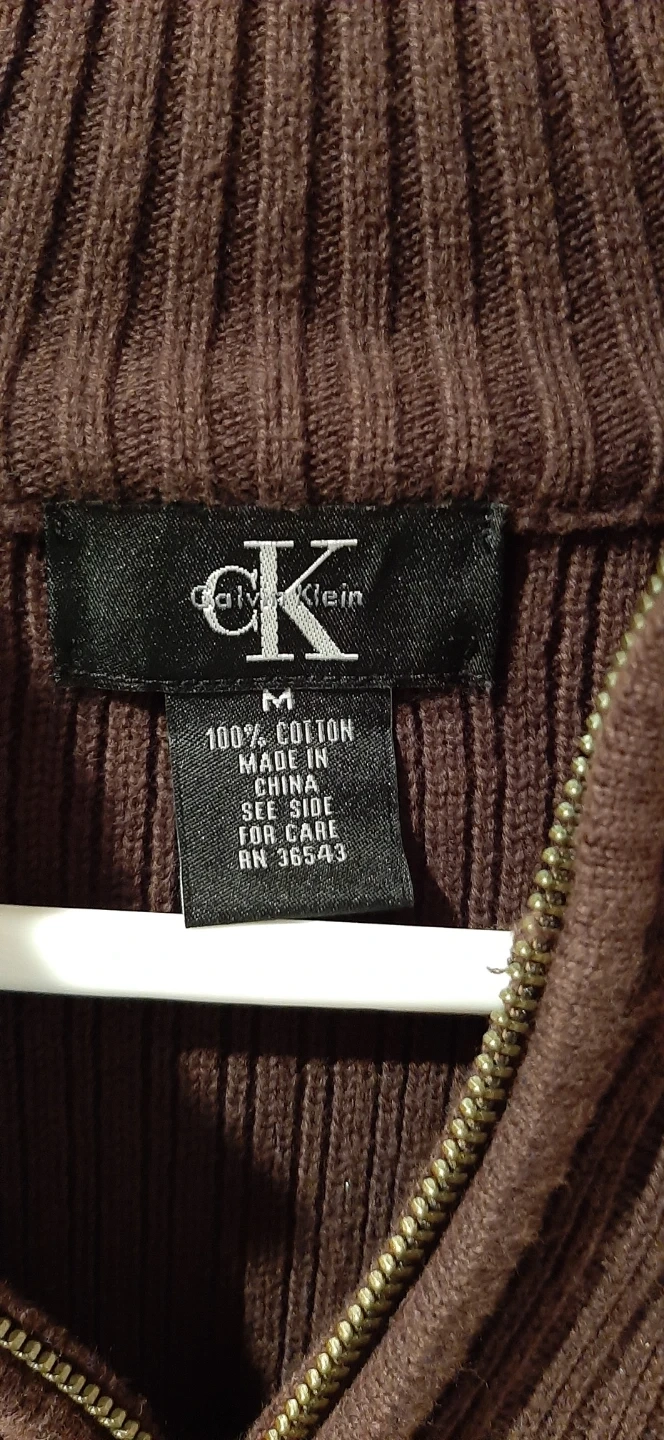 CK
Calvin Klein
M
100% COTTON
MADE IN
CHINA
SEE SIDE
FOR CARE
RN 36543